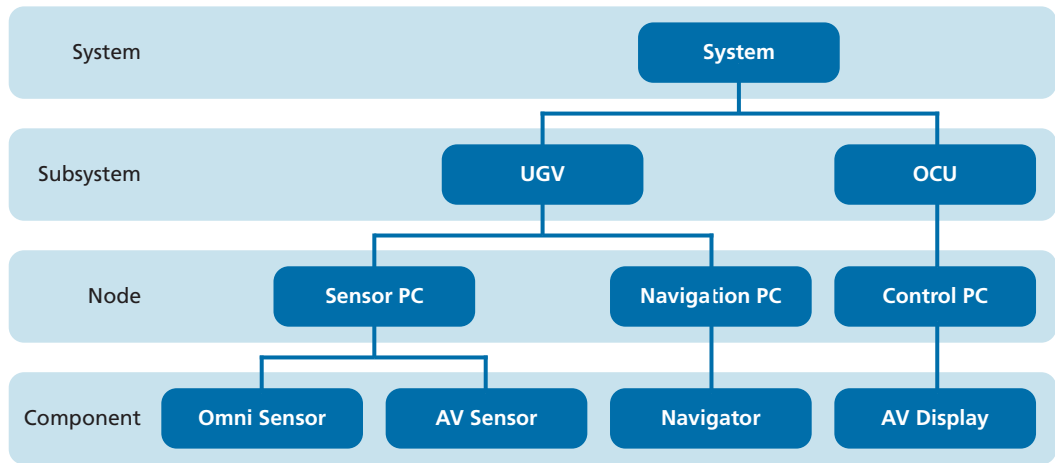 System
System
Subsystem
UGV
OCU
Node
Sensor PC
Navigation PC
Control PC
Component
Omni Sensor
AV Sensor
Navigator
AV Display